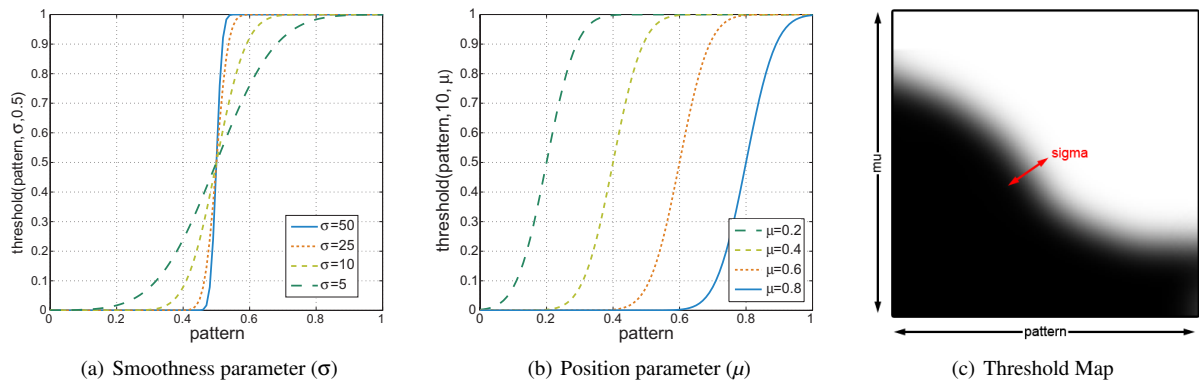 threshold(pattern,σ,0.5)
1
0.9
0.8
0.7
0.6
0.5
0.4
0.3
0.2
0.1
0
0 0.2 0.4 0.6 0.8 1
pattern
σ=50
σ=25
σ=10
σ=5
(a) Smoothness parameter (σ)
threshold(pattern,10, μ)
1
0.9
0.8
0.7
0.6
0.5
0.4
0.3
0.2
0.1
0
0 0.2 0.4 0.6 0.8 1
pattern
μ=0.2
μ=0.4
μ=0.6
μ=0.8
(b) Position parameter (μ)
mu
sigma
pattern
(c) Threshold Map